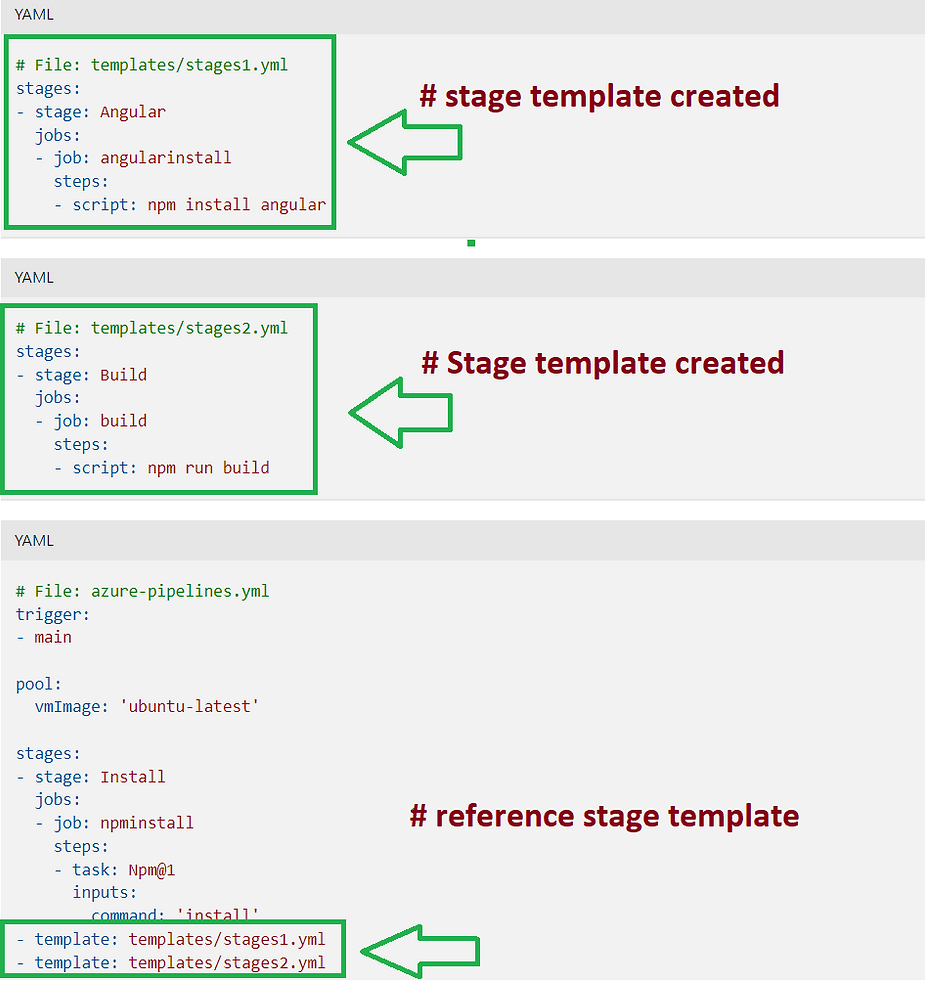 YAML
# File: templates/stages1.yml
stages:
- stage: Angular
  jobs:
  - job: angularinstall
    steps:
    - script: npm install angular
# stage template created
YAML
# File: templates/stages2.yml
stages:
- stage: Build
  jobs:
  - job: build
    steps:
    - script: npm run build
# Stage template created
YAML
# File: azure-pipelines.yml
trigger:
- main
pool:
  vmImage: 'ubuntu-latest'
stages:
- stage: Install
  jobs:
  - job: npminstall
    steps:
    - task: Npm@1
      inputs:
        command: 'install'
- template: templates/stages1.yml
- template: templates/stages2.yml
# reference stage template